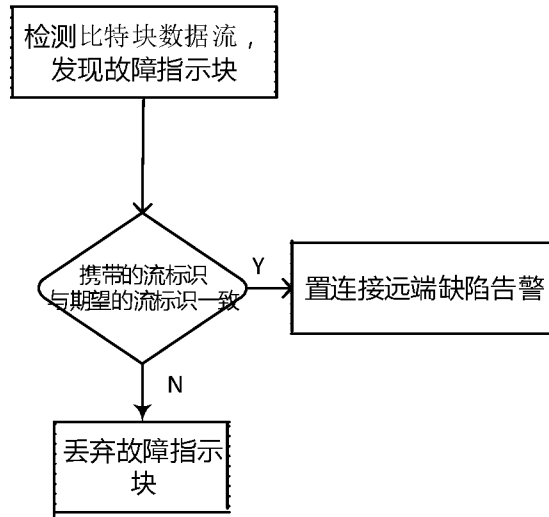 检测比特块数据流，
发现故障指示块
携带的流标识
与期望的流标识一致
Y
置连接远端缺陷告警
N
丢弃故障指示
块